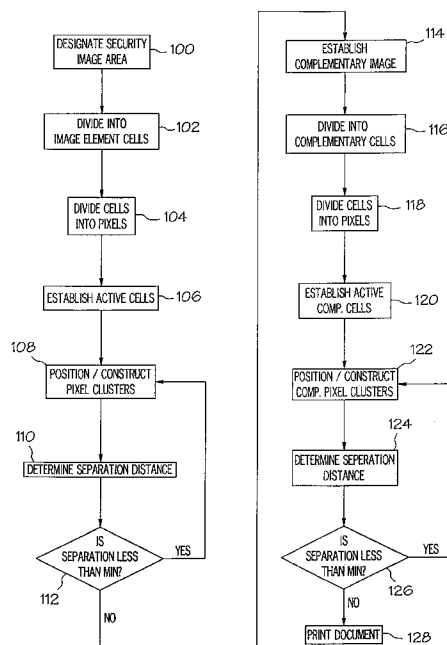 DESIGNATE SECURITY
IMAGE AREA
100
DIVIDE INTO
IMAGE ELEMENT CELLS
102
DIVIDE CELLS
INTO PIXELS
104
ESTABLISH ACTIVE CELLS
106
108
POSITION / CONSTRUCT
PIXEL CLUSTERS
110
DETERMINE SEPARATION DISTANCE
IS
SEPARATION LESS
THAN MIN?
YES
112
NO
ESTABLISH
COMPLEMENTARY IMAGE
114
DIVIDE INTO
COMPLEMENTARY CELLS
116
DIVIDE CELLS
INTO PIXELS
118
ESTABLISH ACTIVE
COMP. CELLS
120
122
POSITION / CONSTRUCT
COMP. PIXEL CLUSTERS
124
DETERMINE SEPERATION
DISTANCE
IS
SEPARATION LESS
THAN MIN?
YES
126
NO
PRINT DOCUMENT
128